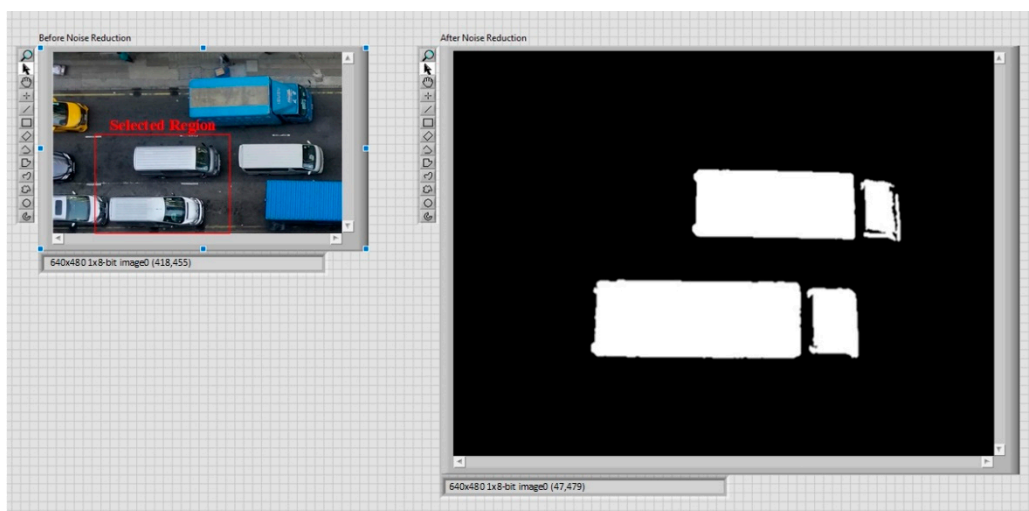 Before Noise Reduction
After Noise Reduction
Selected Region
640x480 1x8-bit image0 (418,455)
640x480 1x8-bit image0 (47,479)